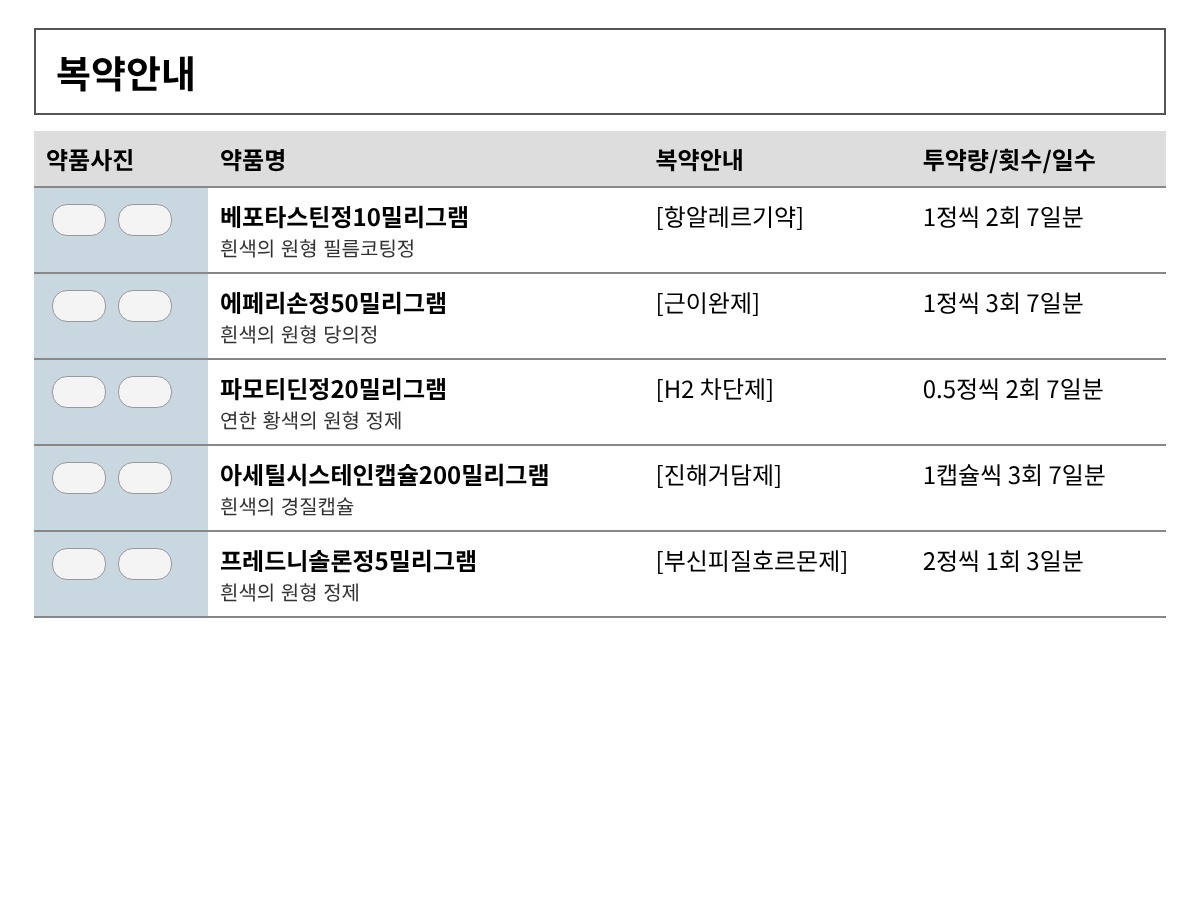 복약안내
약품사진 약품명 복약안내 투약량/횟수/일수
베포타스틴정10밀리그램 [항알레르기약] 1정씩 2회 7일분
흰색의 원형 필름코팅정
에페리손정50밀리그램 [근이완제] 1정씩 3회 7일분
흰색의 원형 당의정
파모티딘정20밀리그램 [H2 차단제] 0.5정씩 2회 7일분
연한 황색의 원형 정제
아세틸시스테인캡슐200밀리그램 [진해거담제] 1캡슐씩 3회 7일분
흰색의 경질캡슐
프레드니솔론정5밀리그램 [부신피질호르몬제] 2정씩 1회 3일분
흰색의 원형 정제